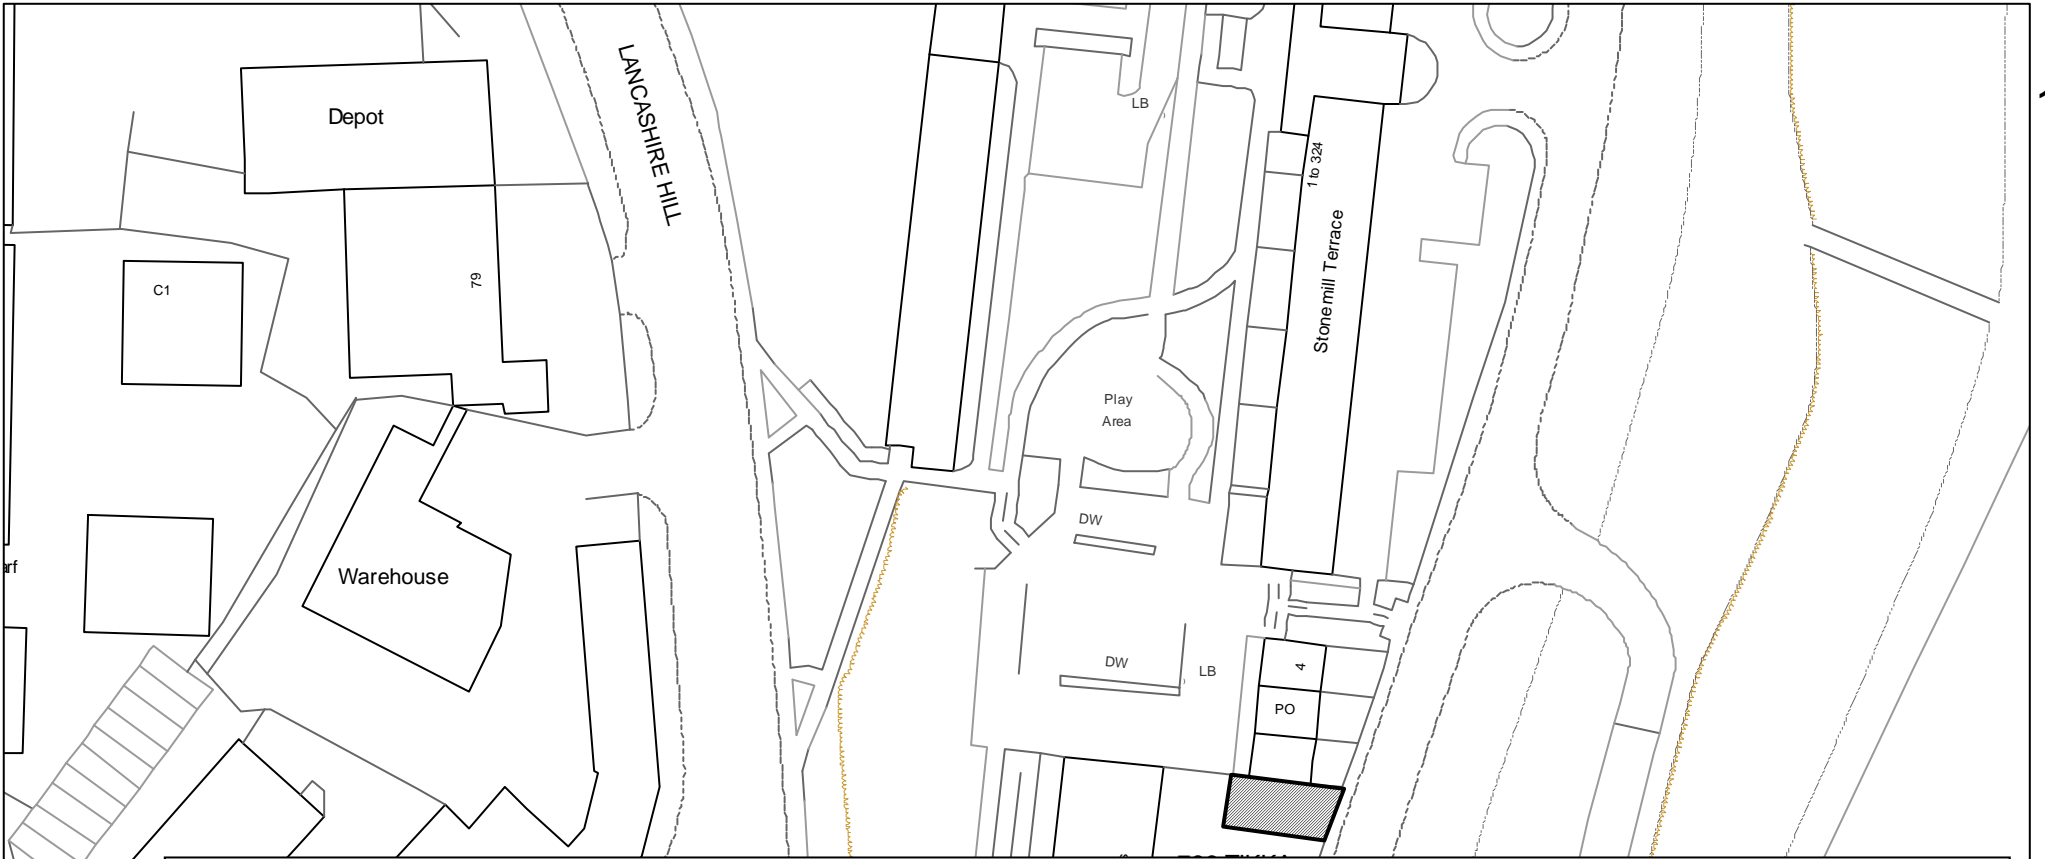 LANCASHIRE HILL
Depot
LB
1 to 324
Stonemill Terrace
79
C1
Play
Area
DW
Warehouse
DW
LB
4
PO